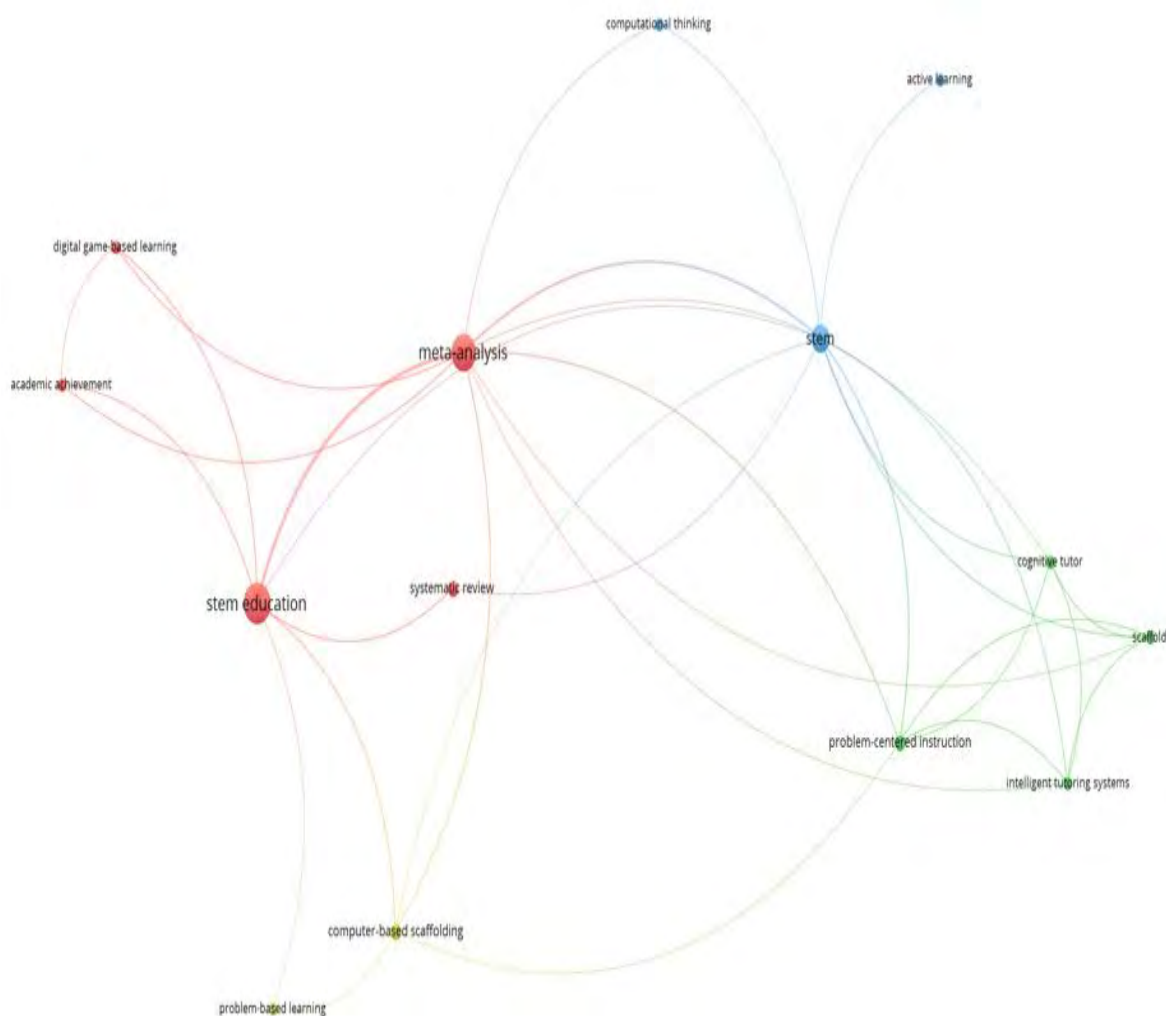 computational thinking
active learning
digital game-based learning
stem
meta-analysis
academic achievement
cognitive tutor
systematic review
stem education
scaffold
problem-centered instruction
intelligent tutoring systems
computer-based scaffolding
problem-based learning